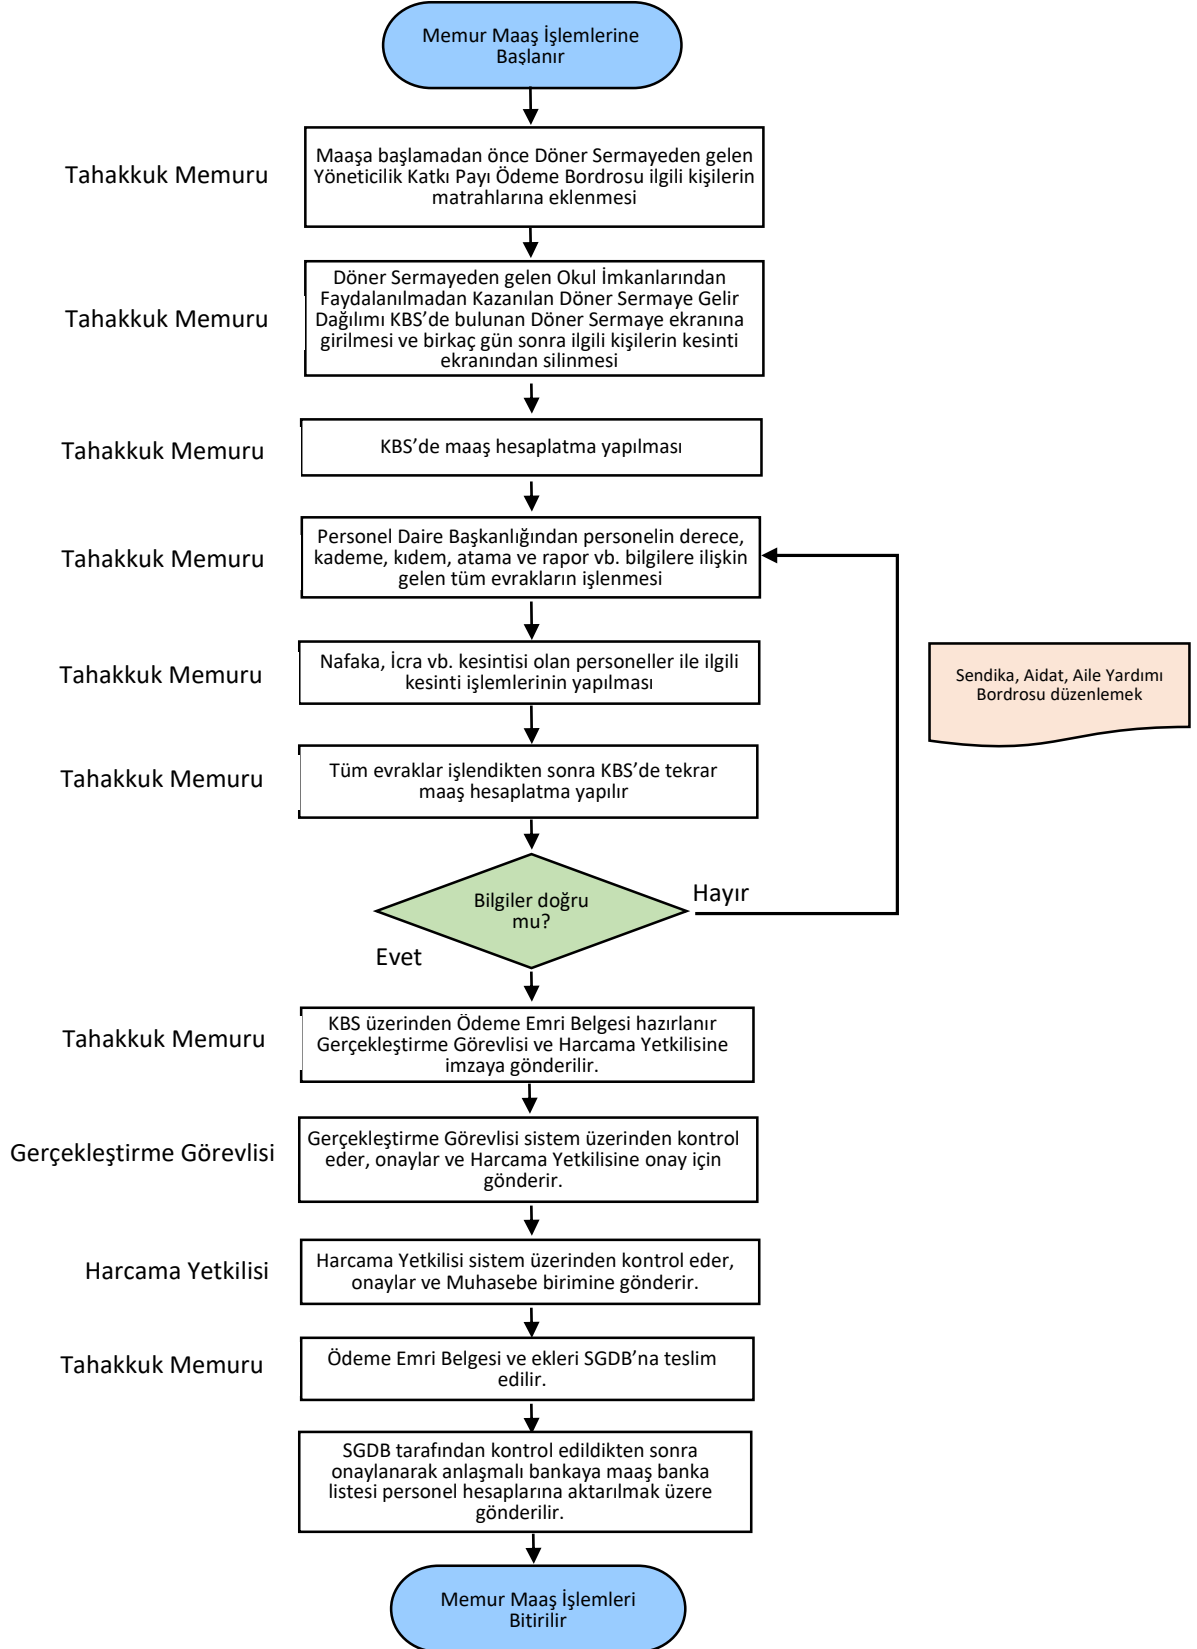 Memur Maaş İşlemlerine
Başlanır
Tahakkuk Memuru
Maaşa başlamadan önce Döner Sermayeden gelen
Yöneticilik Katkı Payı Ödeme Bordrosu ilgili kişilerin
matrahlarına eklenmesi
Tahakkuk Memuru
Döner Sermayeden gelen Okul İmkanlarından
Faydalanılmadan Kazanılan Döner Sermaye Gelir
Dağılımı KBS’de bulunan Döner Sermaye ekranına
girilmesi ve birkaç gün sonra ilgili kişilerin kesinti
ekranından silinmesi
Tahakkuk Memuru
KBS’de maaş hesaplatma yapılması
Tahakkuk Memuru
Personel Daire Başkanlığından personelin derece,
kademe, kıdem, atama ve rapor vb. bilgilere ilişkin
gelen tüm evrakların işlenmesi
Tahakkuk Memuru
Nafaka, İcra vb. kesintisi olan personeller ile ilgili
kesinti işlemlerinin yapılması
Sendika, Aidat, Aile Yardımı
Bordrosu düzenlemek
Tahakkuk Memuru
Tüm evraklar işlendikten sonra KBS’de tekrar
maaş hesaplatma yapılır
Bilgiler doğru
mu?
Hayır
Evet
Tahakkuk Memuru
KBS üzerinden Ödeme Emri Belgesi hazırlanır
Gerçekleştirme Görevlisi ve Harcama Yetkilisine
imzaya gönderilir.
Gerçekleştirme Görevlisi
Gerçekleştirme Görevlisi sistem üzerinden kontrol
eder, onaylar ve Harcama Yetkilisine onay için
gönderir.
Harcama Yetkilisi
Harcama Yetkilisi sistem üzerinden kontrol eder,
onaylar ve Muhasebe birimine gönderir.
Tahakkuk Memuru
Ödeme Emri Belgesi ve ekleri SGDB’na teslim
edilir.
SGDB tarafından kontrol edildikten sonra
onaylanarak anlaşmalı bankaya maaş banka
listesi personel hesaplarına aktarılmak üzere
gönderilir.
Memur Maaş İşlemleri
Bitirilir